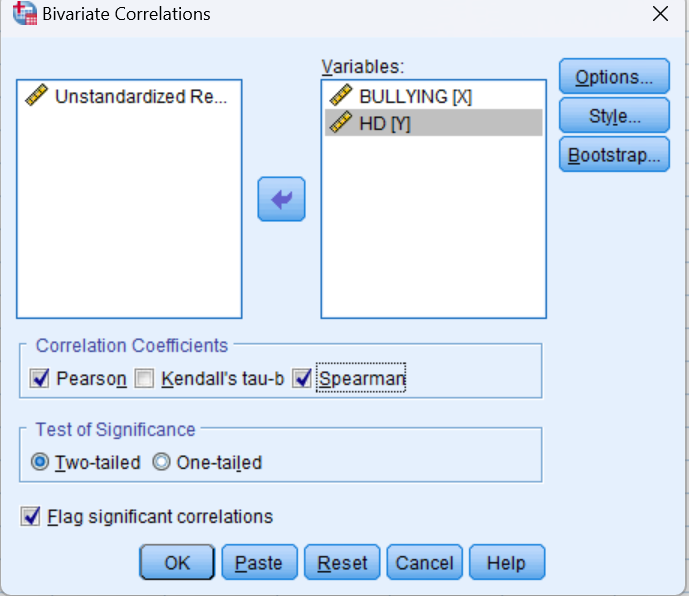 Bivariate Correlations
Variables:
Unstandardized Re...
BULLYING [X]
HD [Y]
Options...
Style...
Bootstrap...
Correlation Coefficients
Pearson Kendall's tau-b Spearman
Test of Significance
Two-tailed One-tailed
Flag significant correlations
OK Paste Reset Cancel Help